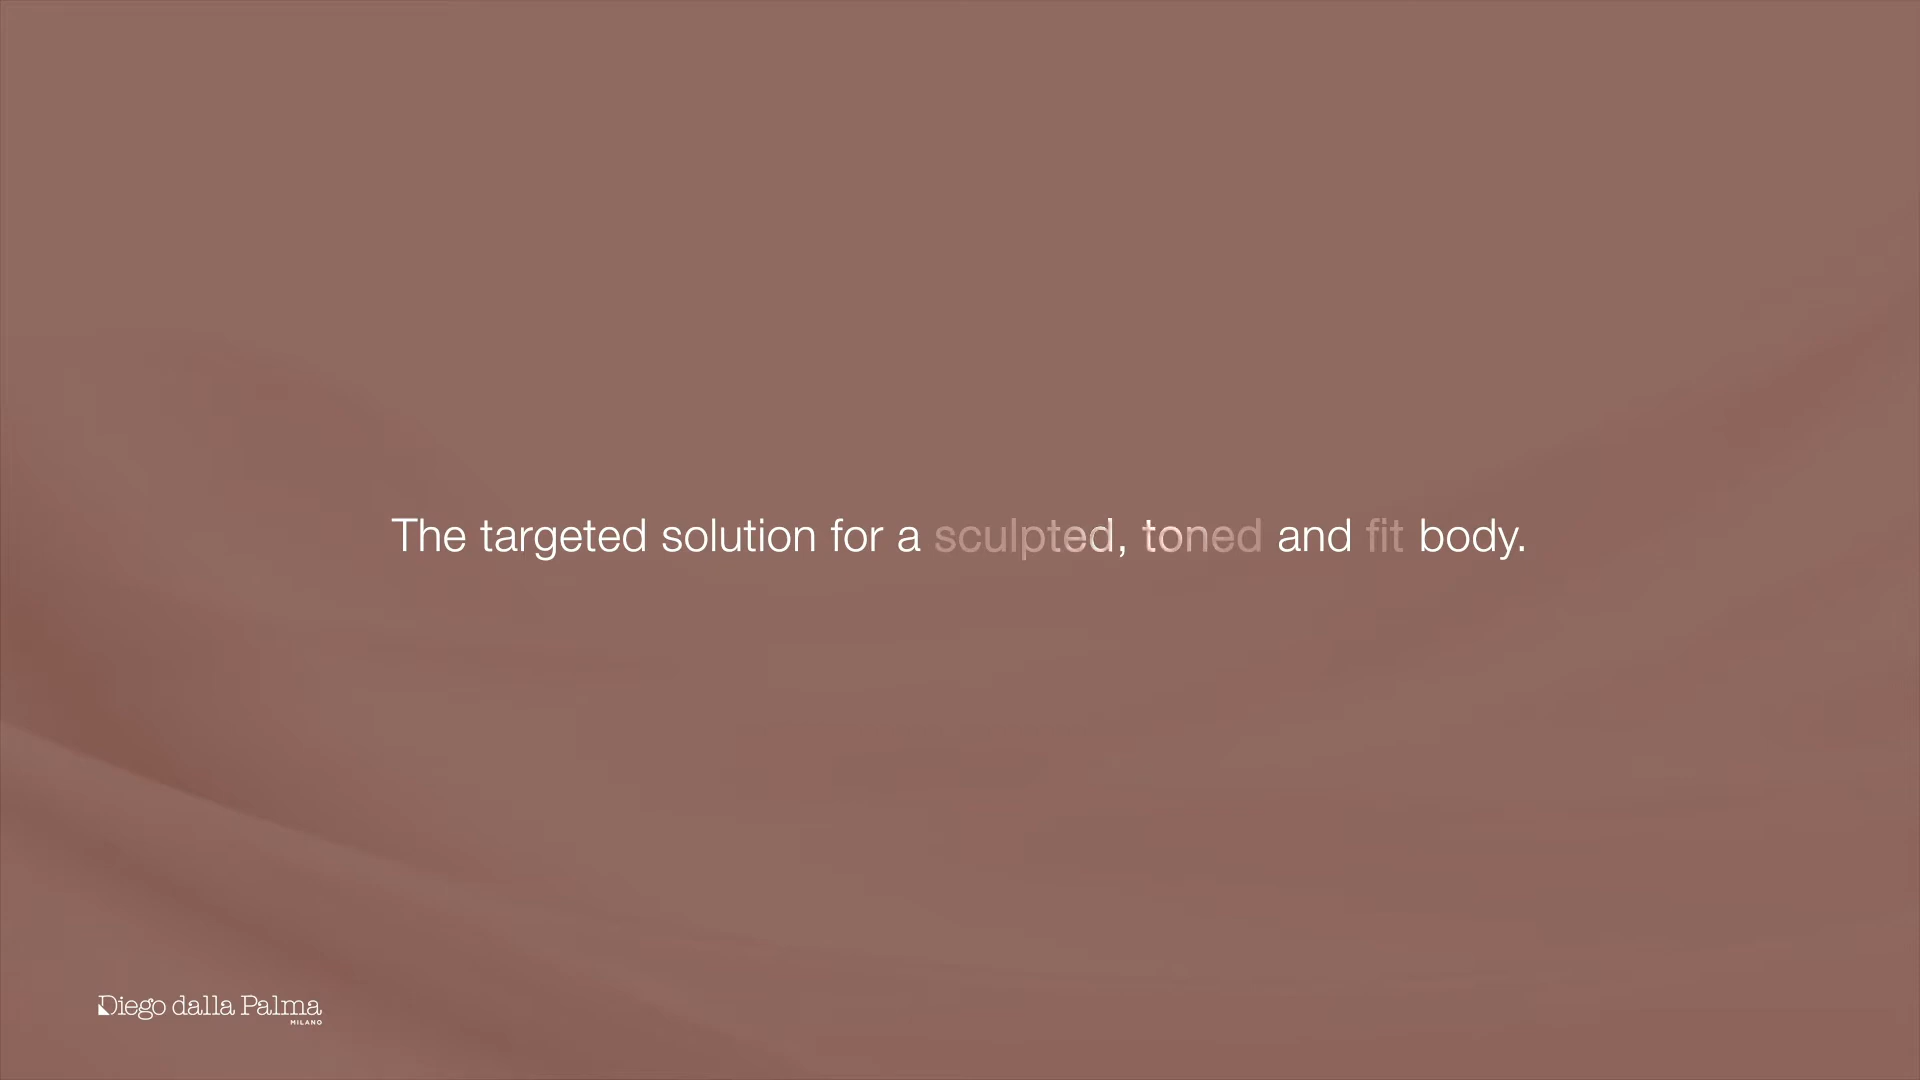 The targeted solution for a sculpted, toned and fit body.
Diego dalla Palma
MILANO